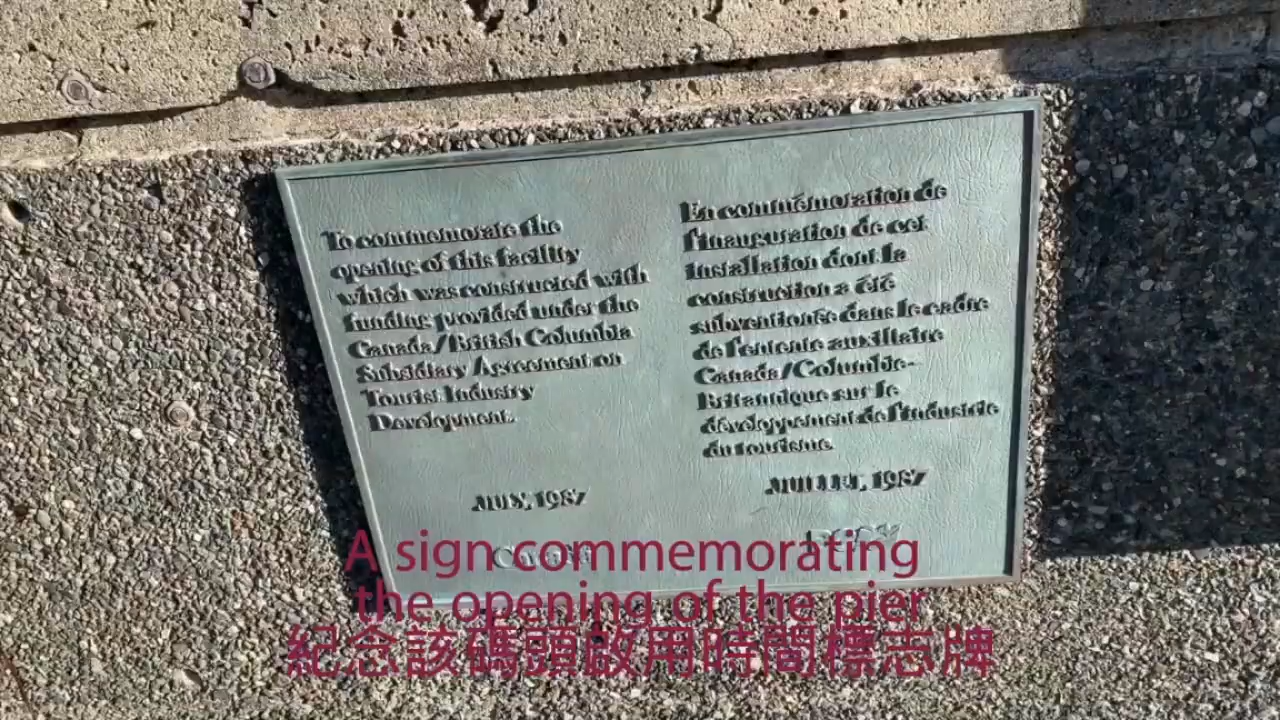 To commemorate the
opening of this facility
which was constructed with
funding provided under the
Canada/British Columbia
Subsidiary Agreement on
Tourist Industry
Development.
JULY, 1987
Canada
En commémoration de
l'inauguration de cet
installation dont la
construction a été
subventionée dans le cadre
de l'entente auxiliaire
Canada/Columbie-
Britannique sur le
développement de l'industrie
du tourisme.
JUILLET, 1987
A sign commemorating
the opening of the pier
紀念該碼頭啟用時間標志牌